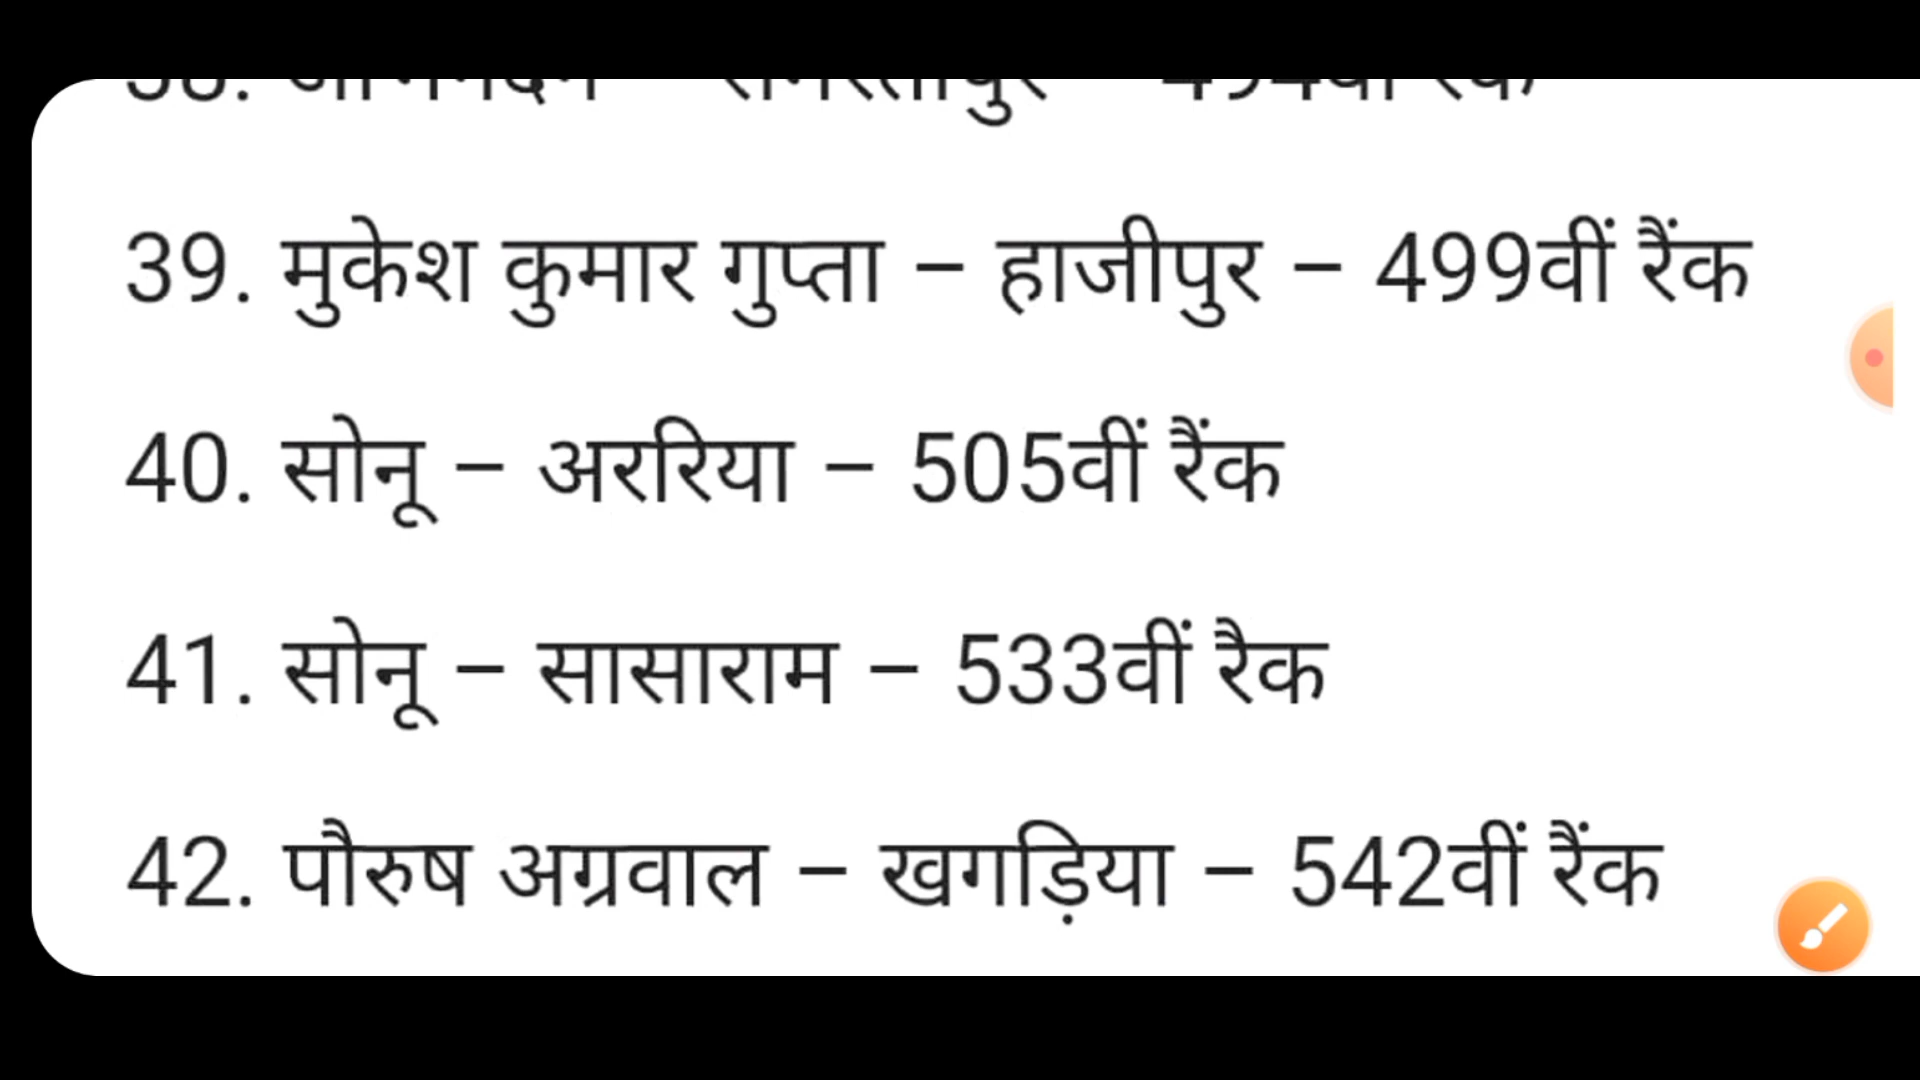 39. मुकेश कुमार गुप्ता – हाजीपुर – 499वीं रैंक
40. सोनू – अररिया – 505वीं रैंक
41. सोनू – सासाराम – 533वीं रैक
42. पौरुष अग्रवाल – खगड़िया – 542वीं रैंक